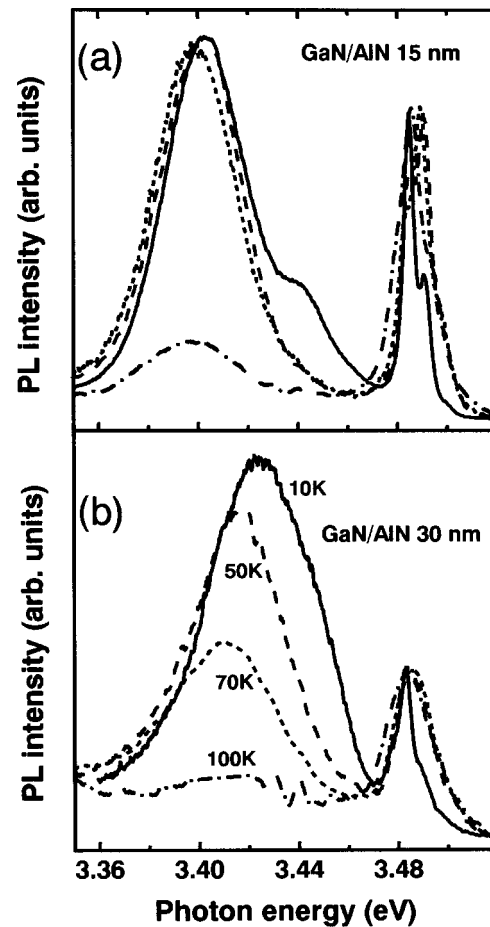 (a)
GaN/AlN 15 nm
PL intensity (arb. units)
(b)
10K
GaN/AlN 30 nm
50K
70K
100K
PL intensity (arb. units)
3.36 3.40 3.44 3.48
Photon energy (eV)